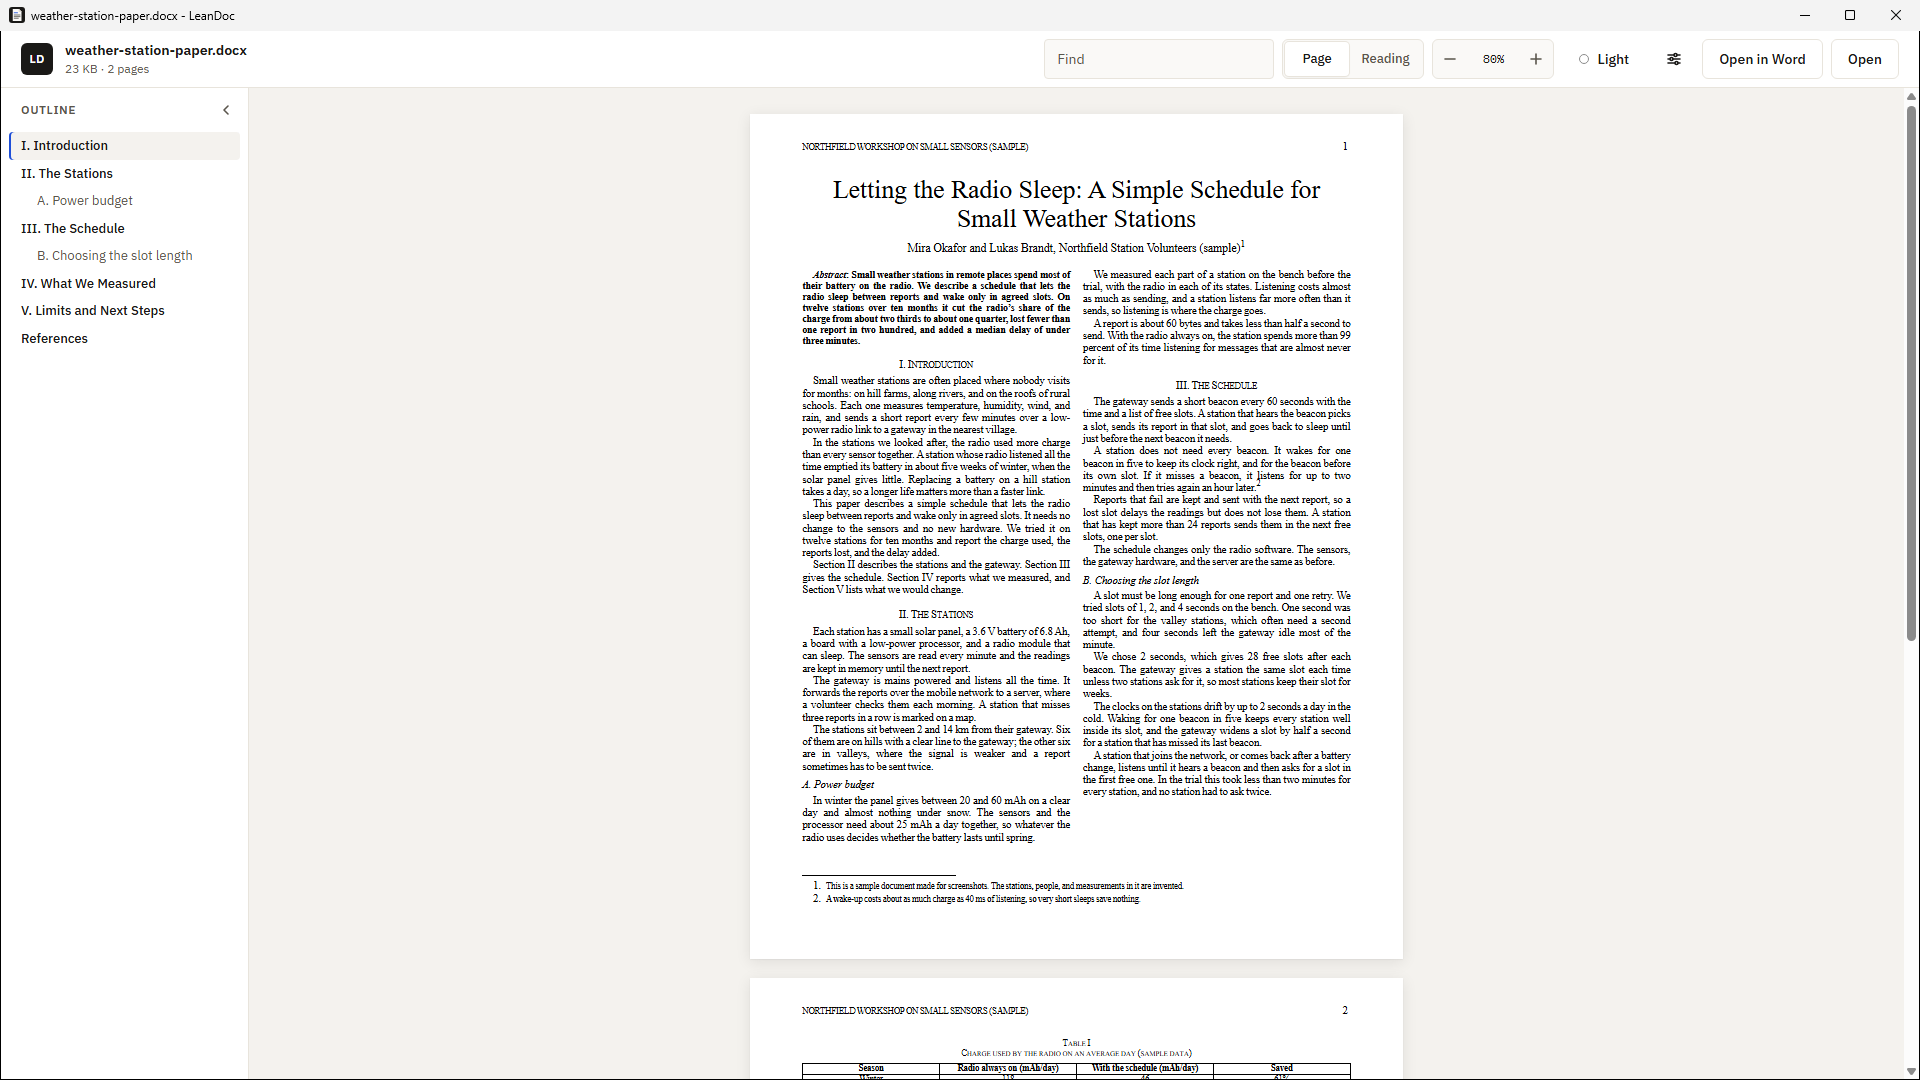 weather-station-paper.docx - LeanDoc
LD
weather-station-paper.docx
23 KB · 2 pages
Find
Page
Reading
80%
Light
Open in Word
Open
OUTLINE
I. Introduction
II. The Stations
A. Power budget
III. The Schedule
B. Choosing the slot length
IV. What We Measured
V. Limits and Next Steps
References
NORTHFIELD WORKSHOP ON SMALL SENSORS (SAMPLE)
1
Letting the Radio Sleep: A Simple Schedule for
Small Weather Stations
Mira Okafor and Lukas Brandt, Northfield Station Volunteers (sample)1
Abstract: Small weather stations in remote places spend most of
their battery on the radio. We describe a schedule that lets the
radio sleep between reports and wake only in agreed slots. On
twelve stations over ten months it cut the radio's share of the
charge from about two thirds to about one quarter, lost fewer than
one report in two hundred, and added a median delay of under
three minutes.
I. INTRODUCTION
Small weather stations are often placed where nobody visits
for months: on hill farms, along rivers, and on the roofs of rural
schools. Each one measures temperature, humidity, wind, and
rain, and sends a short report every few minutes over a low-
power radio link to a gateway in the nearest village.
In the stations we looked after, the radio used more charge
than every sensor together. A station whose radio listened all the
time emptied its battery in about five weeks of winter, when the
solar panel gives little. Replacing a battery on a hill station
takes a day, so a longer life matters more than a faster link.
This paper describes a simple schedule that lets the radio
sleep between reports and wake only in agreed slots. It needs no
change to the sensors and no new hardware. We tried it on
twelve stations for ten months and report the charge used, the
reports lost, and the delay added.
Section II describes the stations and the gateway. Section III
gives the schedule. Section IV reports what we measured, and
Section V lists what we would change.
II. THE STATIONS
Each station has a small solar panel, a 3.6 V battery of 6.8 Ah,
a board with a low-power processor, and a radio module that
can sleep. The sensors are read every minute and the readings
are kept in memory until the next report.
The gateway is mains powered and listens all the time. It
forwards the reports over the mobile network to a server, where
a volunteer checks them each morning. A station that misses
three reports in a row is marked on a map.
The stations sit between 2 and 14 km from their gateway. Six
of them are on hills with a clear line to the gateway; the other six
are in valleys, where the signal is weaker and a report
sometimes has to be sent twice.
A. Power budget
In winter the panel gives between 20 and 60 mAh on a clear
day and almost nothing under snow. The sensors and the
processor need about 25 mAh a day together, so whatever the
radio uses decides whether the battery lasts until spring.
We measured each part of a station on the bench before the
trial, with the radio in each of its states. Listening costs almost
as much as sending, and a station listens far more often than it
sends, so listening is where the charge goes.
A report is about 60 bytes and takes less than half a second to
send. With the radio always on, the station spends more than 99
percent of its time listening for messages that are almost never
for it.
III. THE SCHEDULE
The gateway sends a short beacon every 60 seconds with the
time and a list of free slots. A station that hears the beacon picks
a slot, sends its report in that slot, and goes back to sleep until
just before the next beacon it needs.
A station does not need every beacon. It wakes for one
beacon in five to keep its clock right, and for the beacon before
its own slot. If it misses a beacon, it listens for up to two
minutes and then tries again an hour later.2
Reports that fail are kept and sent with the next report, so a
lost slot delays the readings but does not lose them. A station
that has kept more than 24 reports sends them in the next free
slots, one per slot.
The schedule changes only the radio software. The sensors,
the gateway hardware, and the server are the same as before.
B. Choosing the slot length
A slot must be long enough for one report and one retry. We
tried slots of 1, 2, and 4 seconds on the bench. One second was
too short for the valley stations, which often need a second
attempt, and four seconds left the gateway idle most of the
minute.
We chose 2 seconds, which gives 28 free slots after each
beacon. The gateway gives a station the same slot each time
unless two stations ask for it, so most stations keep their slot for
weeks.
The clocks on the stations drift by up to 2 seconds a day in the
cold. Waking for one beacon in five keeps every station well
inside its slot, and the gateway widens a slot by half a second
for a station that has missed its last beacon.
A station that joins the network, or comes back after a battery
change, listens until it hears a beacon and then asks for a slot in
the first free one. In the trial this took less than two minutes for
every station, and no station had to ask twice.
1. This is a sample document made for screenshots. The stations, people, and measurements in it are invented.
2. A wake-up costs about as much charge as 40 ms of listening, so very short sleeps save nothing.
NORTHFIELD WORKSHOP ON SMALL SENSORS (SAMPLE)
2
TABLE I
CHARGE USED BY THE RADIO ON AN AVERAGE DAY (SAMPLE DATA)
Season
Radio always on (mAh/day)
With the schedule (mAh/day)
Saved